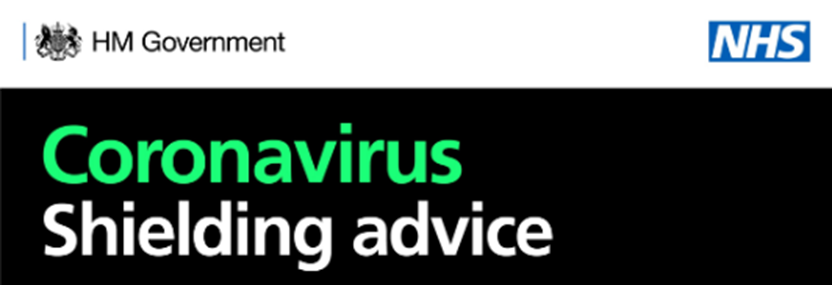 HM Government
NHS
Coronavirus
Shielding advice